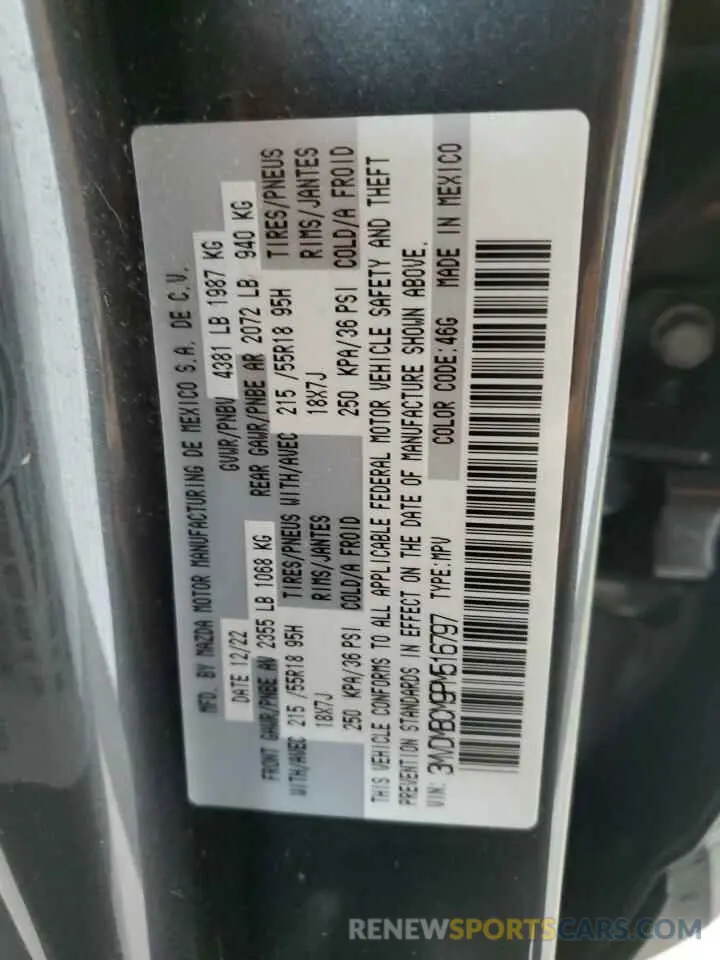 MFD. BY MAZDA MOTOR MANUFACTURING DE MEXICO S.A. DE C.V.
DATE 12/22 GVWR/PNBV 4381 LB 1987 KG
FRONT GAWR/PNBE AV 2355 LB 1068 KG REAR GAWR/PNBE AR 2072 LB 940 KG
WITH/AVEC 215 /55R18 95H TIRES/PNEUS WITH/AVEC 215 /55R18 95H TIRES/PNEUS
18X7J RIMS/JANTES 18X7J RIMS/JANTES
250 KPA/36 PSI COLD/A FROID 250 KPA/36 PSI COLD/A FROID
THIS VEHICLE CONFORMS TO ALL APPLICABLE FEDERAL MOTOR VEHICLE SAFETY AND THEFT
PREVENTION STANDARDS IN EFFECT ON THE DATE OF MANUFACTURE SHOWN ABOVE.
VIN: 3MVDMBCM9PM516797 TYPE:MPV COLOR CODE:46G MADE IN MEXICO
RENEWSPORTSCARS.COM